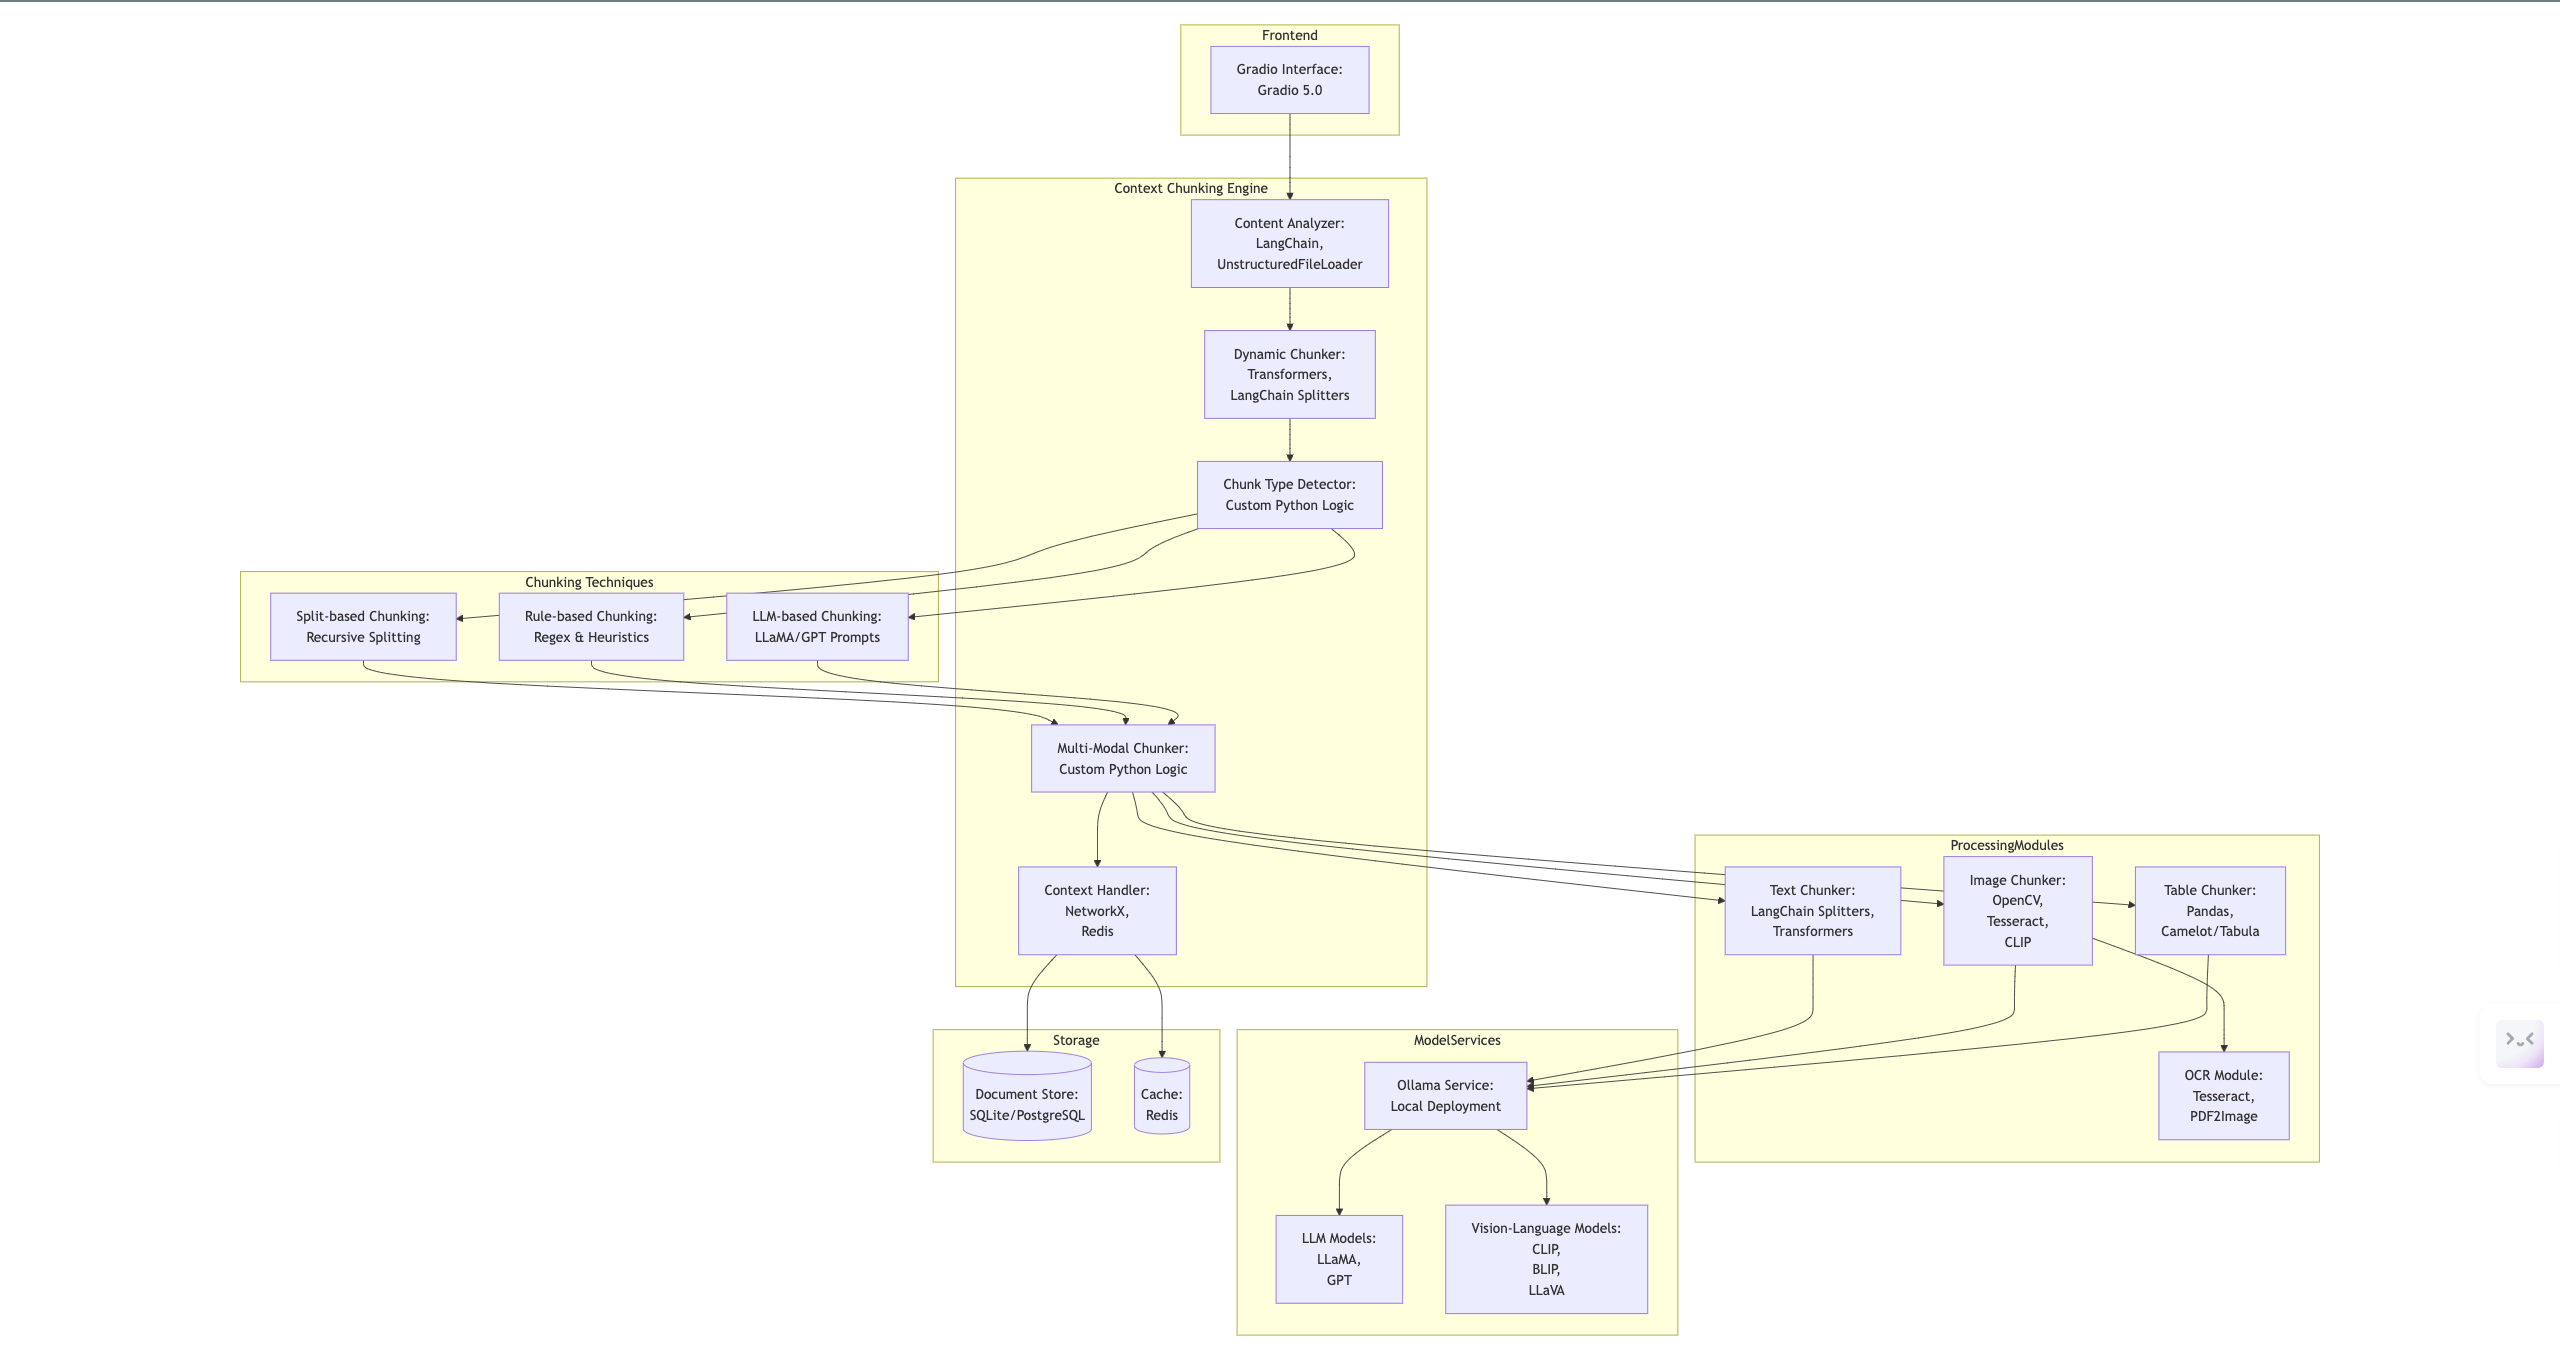 Frontend
Gradio Interface:
Gradio 5.0
Context Chunking Engine
Content Analyzer:
LangChain,
UnstructuredFileLoader
Dynamic Chunker:
Transformers,
LangChain Splitters
Chunk Type Detector:
Custom Python Logic
Chunking Techniques
Split-based Chunking:
Recursive Splitting
Rule-based Chunking:
Regex & Heuristics
LLM-based Chunking:
LLaMA/GPT Prompts
Multi-Modal Chunker:
Custom Python Logic
Context Handler:
NetworkX,
Redis
ProcessingModules
Text Chunker:
LangChain Splitters,
Transformers
Image Chunker:
OpenCV,
Tesseract,
CLIP
Table Chunker:
Pandas,
Camelot/Tabula
OCR Module:
Tesseract,
PDF2Image
Storage
Document Store:
SQLite/PostgreSQL
Cache:
Redis
ModelServices
Ollama Service:
Local Deployment
LLM Models:
LLaMA,
GPT
Vision-Language Models:
CLIP,
BLIP,
LLaVA